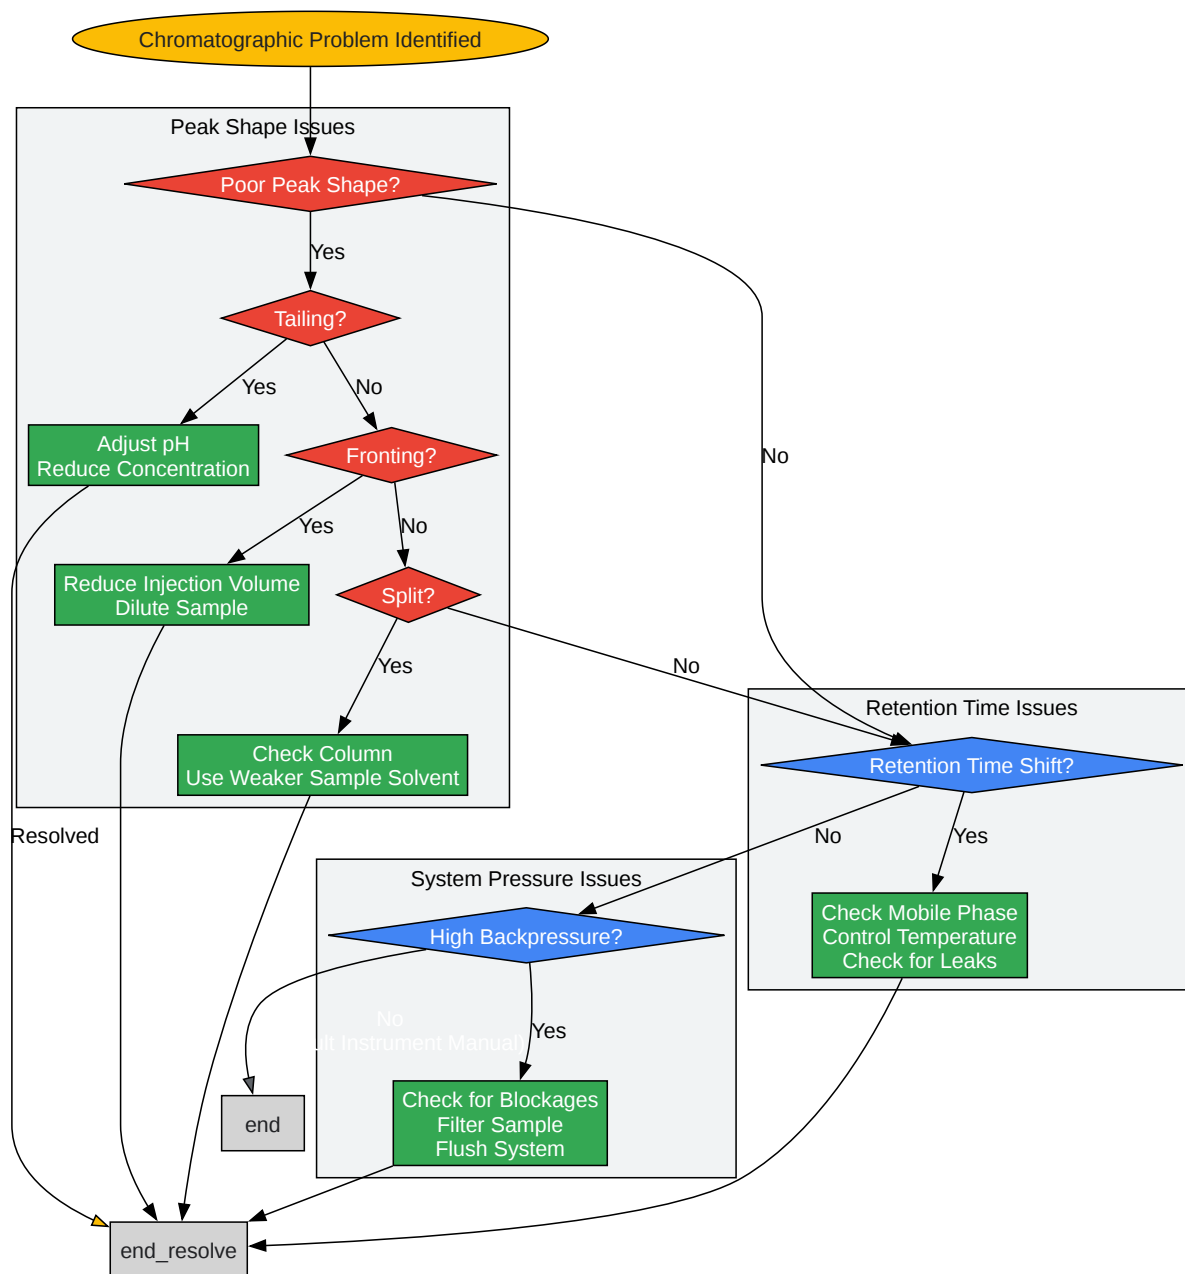 Chromatographic Problem Identified
Peak Shape Issues
Poor Peak Shape?
Yes
Tailing?
Yes
No
Adjust pH
Reduce Concentration
Fronting?
No
Yes
No
Reduce Injection Volume
Dilute Sample
Split?
No
Yes
Retention Time Issues
Check Column
Use Weaker Sample Solvent
Retention Time Shift?
Resolved
No
Yes
System Pressure Issues
Check Mobile Phase
Control Temperature
Check for Leaks
High Backpressure?
No
Instrument Manual)
Yes
Check for Blockages
Filter Sample
Flush System
end
end_resolve